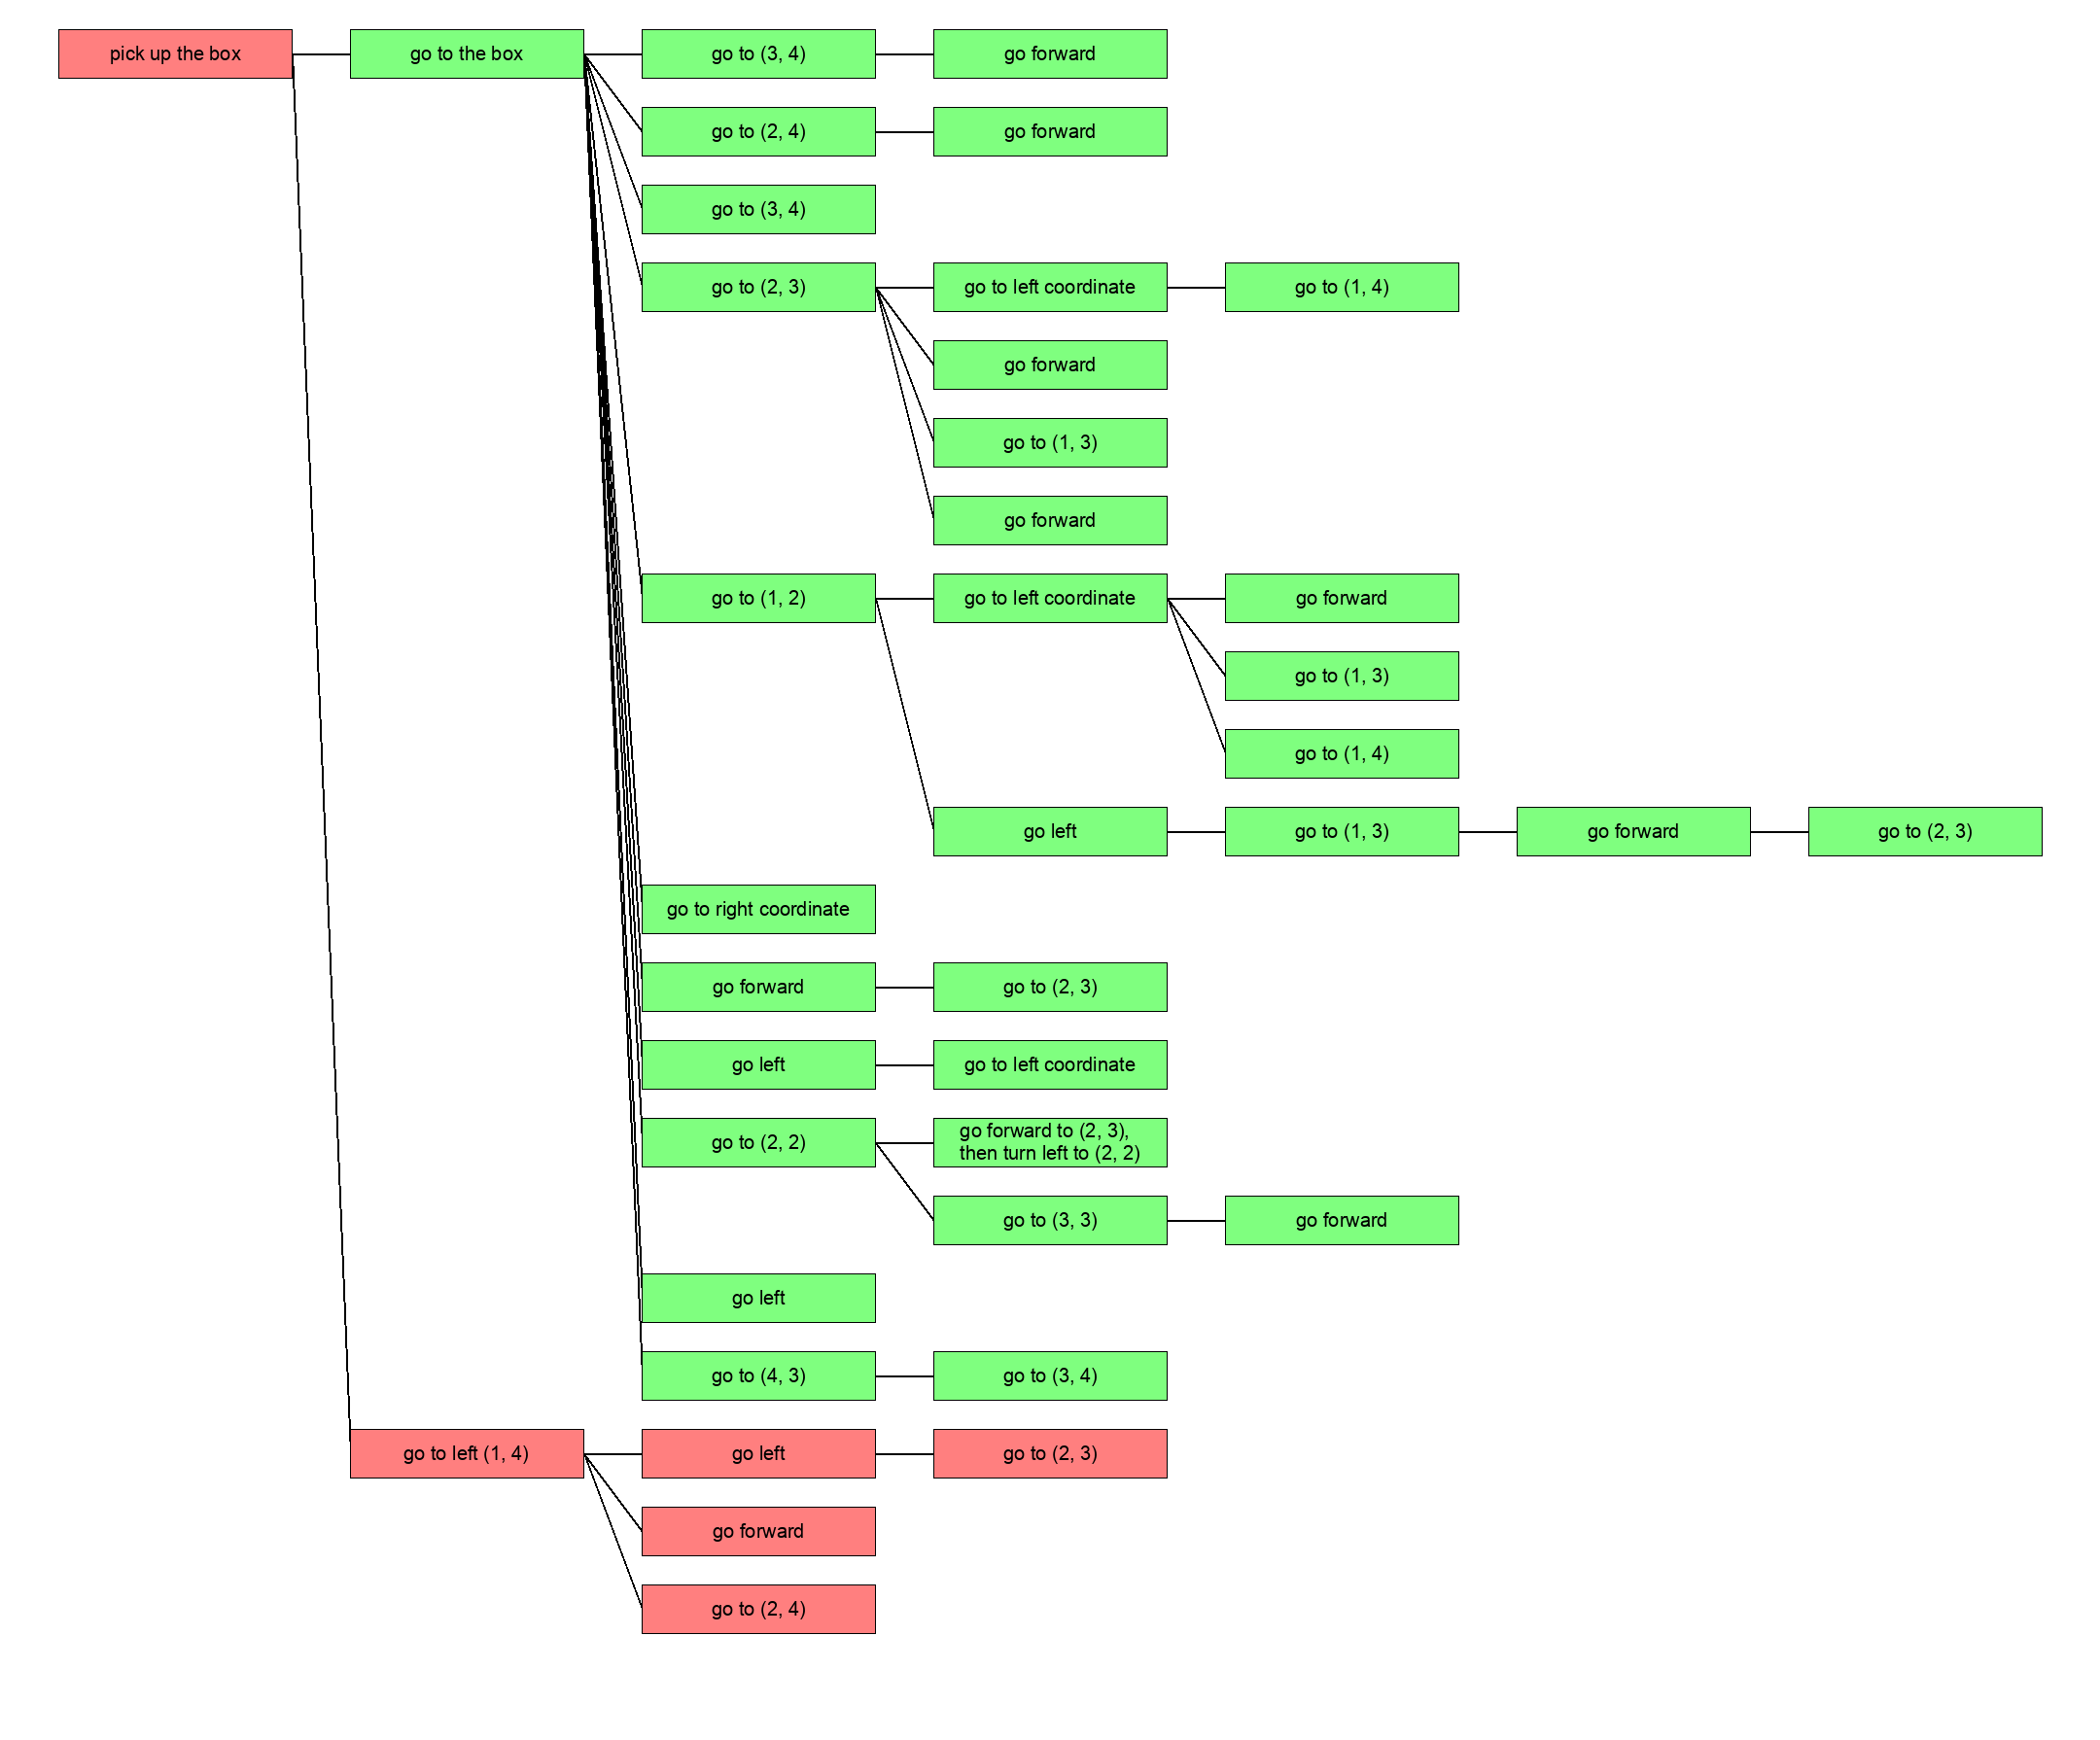 pick up the box
go to the box
go to (3, 4)
go forward
go to (2, 4)
go forward
go to (3, 4)
go to (2, 3)
go to left coordinate
go to (1, 4)
go forward
go to (1, 3)
go forward
go to (1, 2)
go to left coordinate
go forward
go to (1, 3)
go to (1, 4)
go left
go to (1, 3)
go forward
go to (2, 3)
go to right coordinate
go forward
go to (2, 3)
go left
go to left coordinate
go to (2, 2)
go forward to (2, 3),
then turn left to (2, 2)
go to (3, 3)
go forward
go left
go to (4, 3)
go to (3, 4)
go to left (1, 4)
go left
go to (2, 3)
go forward
go to (2, 4)